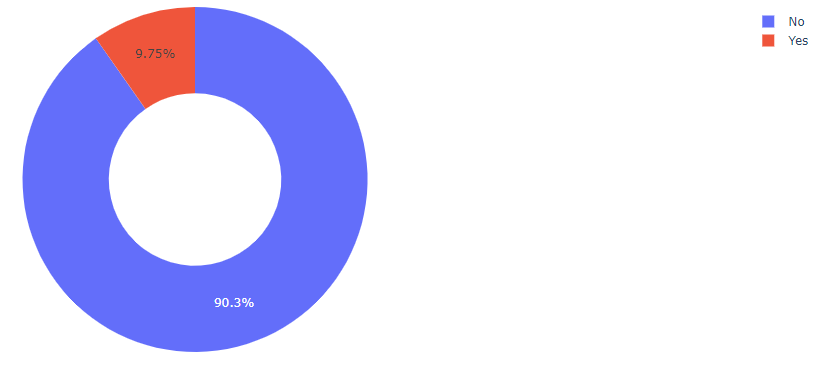 No
Yes
9.75%
90.3%